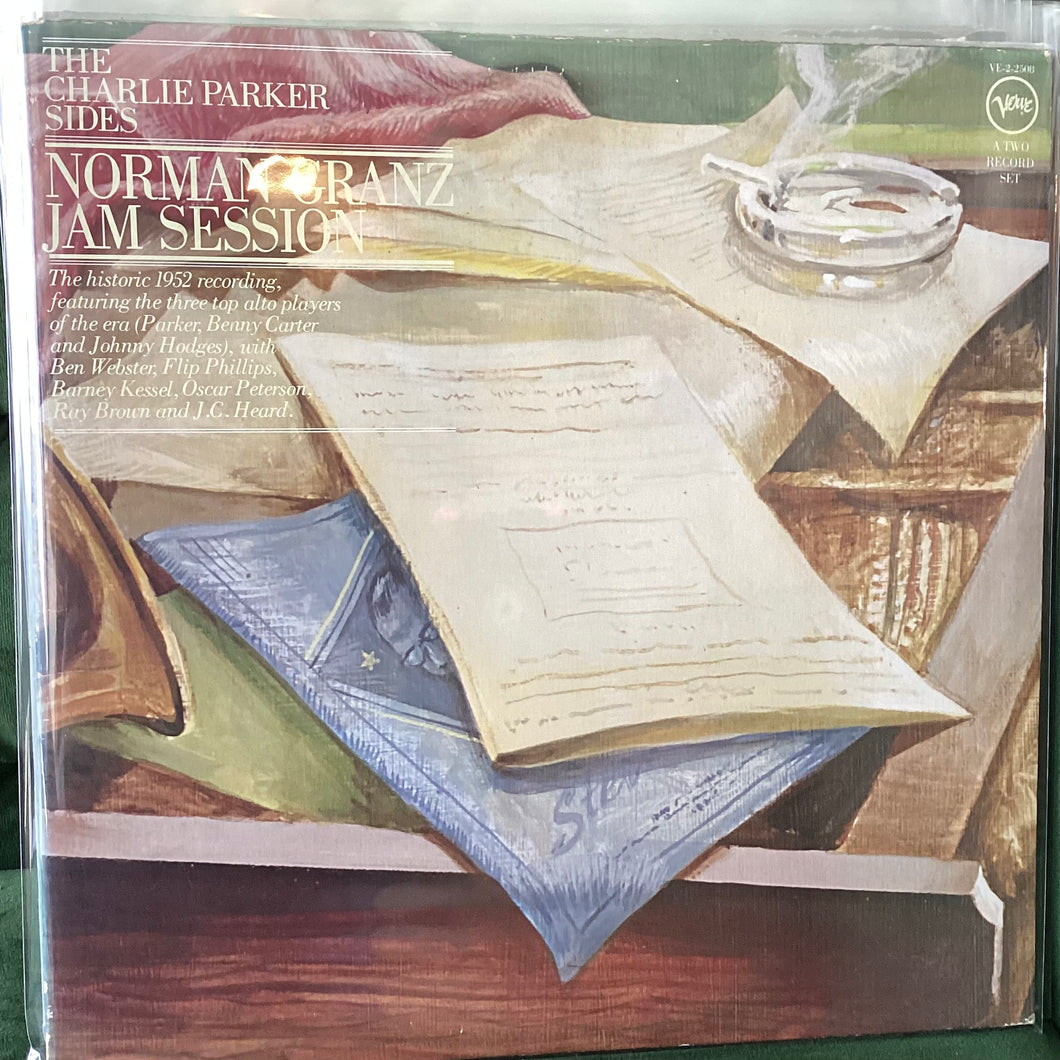 THE
CHARLIE PARKER
SIDES
NORMAN GRANZ
JAM SESSION
The historic 1952 recording,
featuring the three top alto players
of the era (Parker, Benny Carter
and Johnny Hodges), with
Ben Webster, Flip Phillips,
Barney Kessel, Oscar Peterson,
Ray Brown and J.C. Heard.
VE-2-2508
Verve
A TWO
RECORD
SET